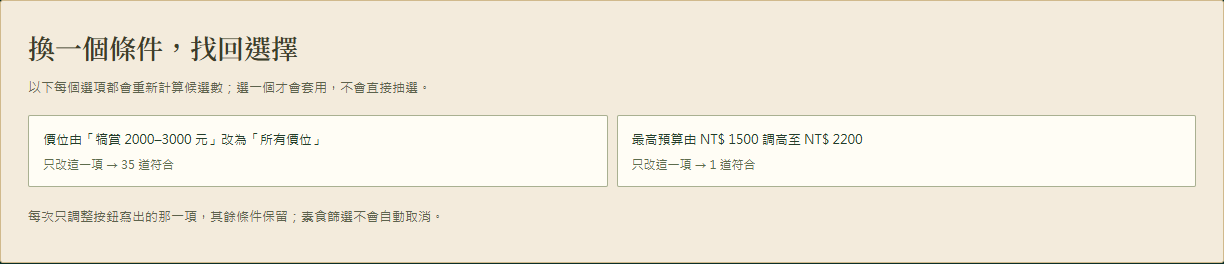 換一個條件，找回選擇
以下每個選項都會重新計算候選數；選一個才會套用，不會直接抽選。
價位由「犒賞 2000–3000 元」改為「所有價位」
只改這一項 → 35 道符合
最高預算由 NT$ 1500 調高至 NT$ 2200
只改這一項 → 1 道符合
每次只調整按鈕寫出的那一項，其餘條件保留；素食篩選不會自動取消。